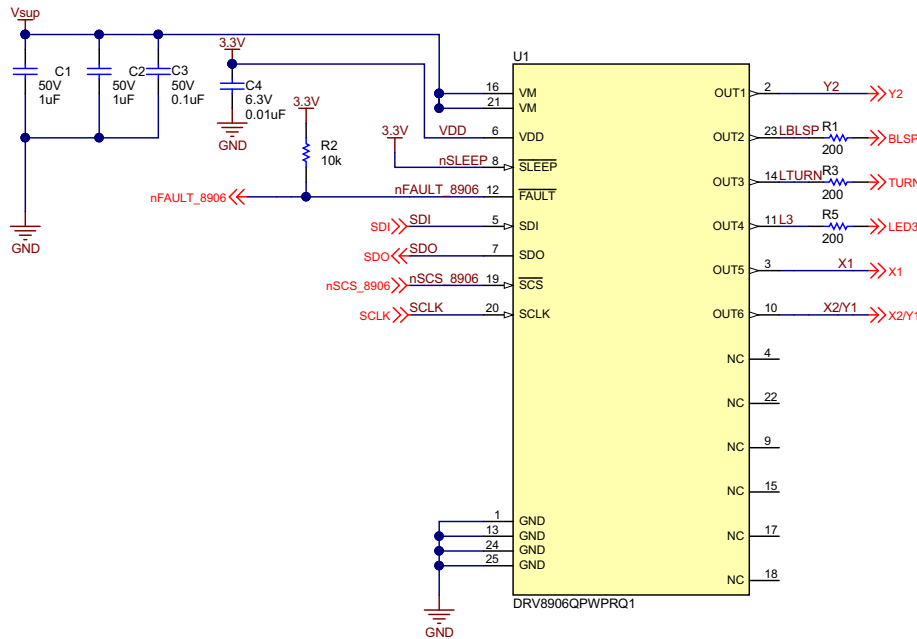 Vsup
C1
50V
1uF
C2
50V
1uF
C3
50V
0.1uF
3.3V
C4
6.3V
0.01uF
GND
3.3V
R2
10k
3.3V
GND
VDD
nSLEEP
nFAULT_8906
nFAULT_8906
SDI
SDI
SDO
SDO
nSCS_8906
nSCS_8906
SCLK
SCLK
U1
16 VM
21 VM
6 VDD
8 SLEEP
12 FAULT
5 SDI
7 SDO
19 SCS
20 SCLK
1 GND
13 GND
24 GND
25 GND
GND
OUT1 2 Y2 Y2
OUT2 23 LBLSP R1 200 BLSP
OUT3 14 LTURN R3 200 TURN
OUT4 11 L3 R5 200 LED3
OUT5 3 X1 X1
OUT6 10 X2/Y1 X2/Y1
NC 4
NC 22
NC 9
NC 15
NC 17
NC 18
DRV8906QPWPRQ1